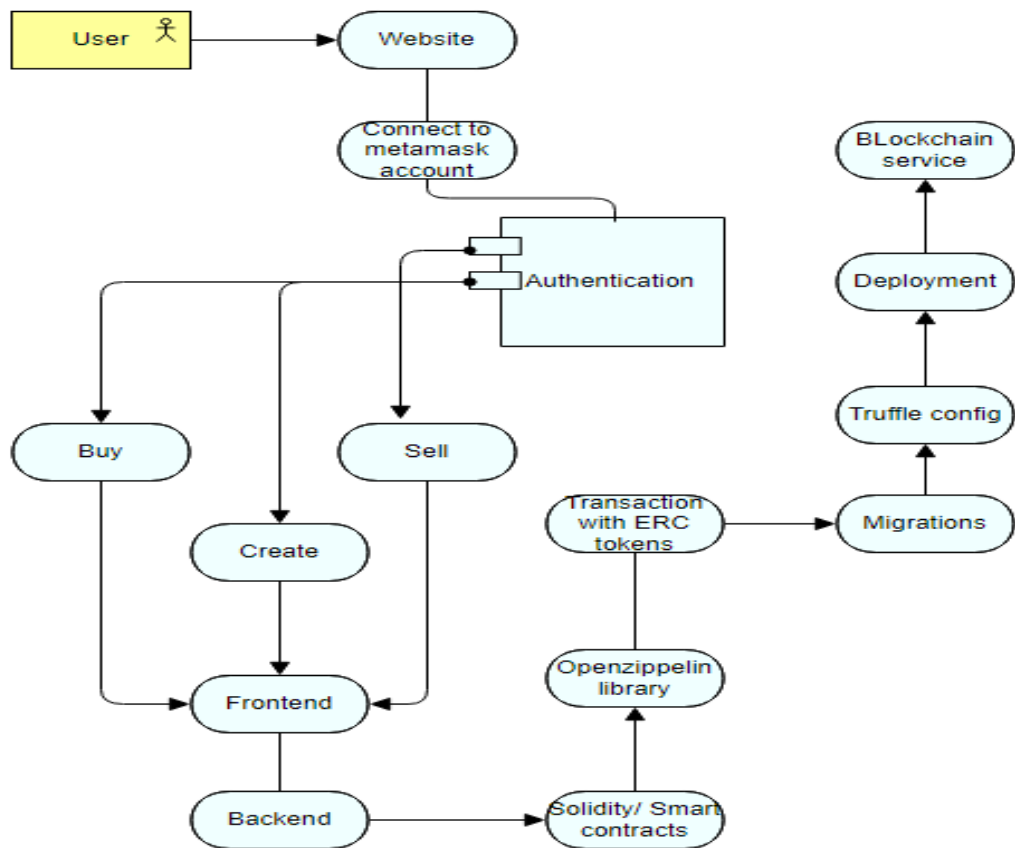 User
Website
Connect to
metamask
account
BLockchain
service
Authentication
Deployment
Truffle config
Buy
Sell
Transaction
with ERC
tokens
Migrations
Create
Openzippelin
library
Frontend
Backend
Solidity/ Smart
contracts